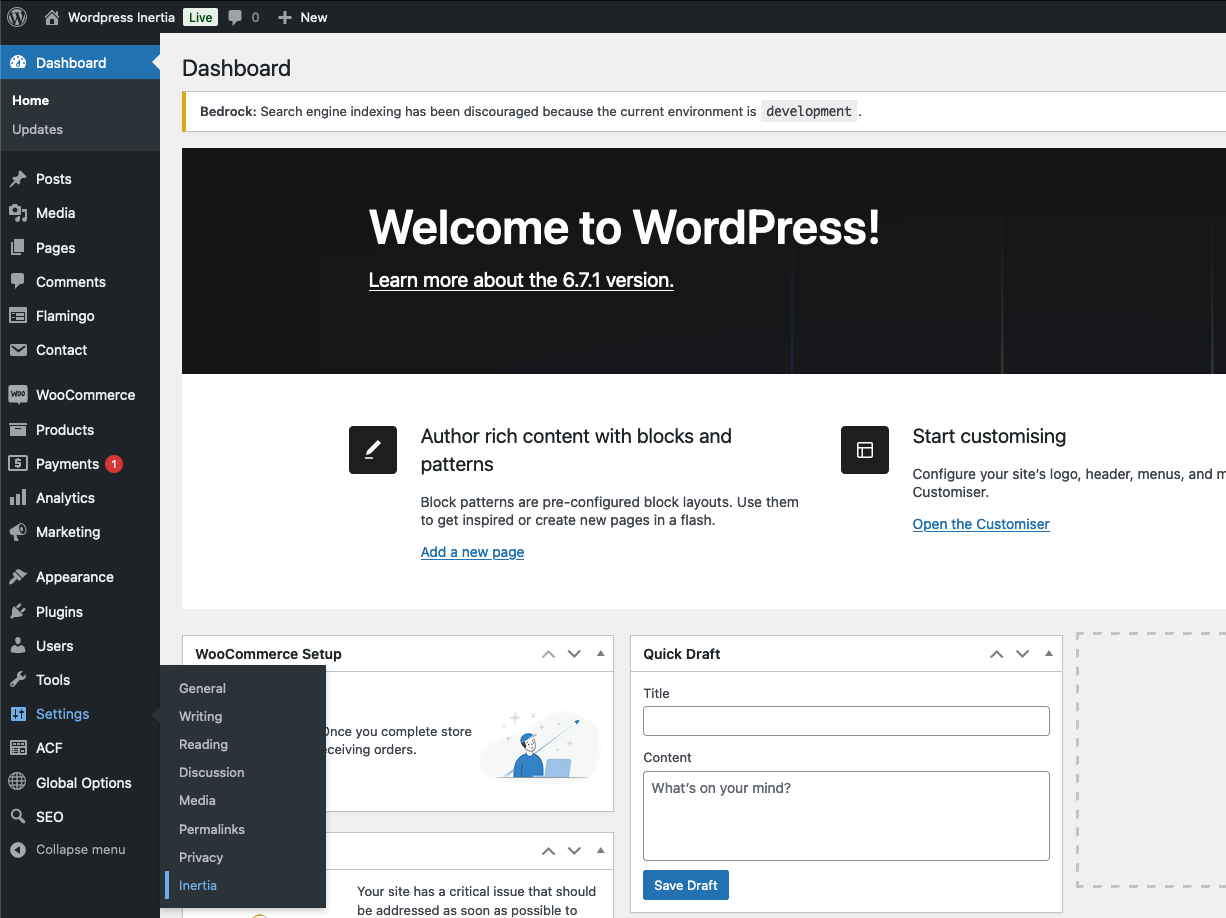 Wordpress Inertia Live 0 New
Dashboard
Home
Updates
Posts
Media
Pages
Comments
Flamingo
Contact
WooCommerce
Products
Payments 1
Analytics
Marketing
Appearance
Plugins
Users
Tools
Settings
ACF
Global Options
SEO
Collapse menu
General
Writing
Reading
Discussion
Media
Permalinks
Privacy
Inertia
Dashboard
Bedrock: Search engine indexing has been discouraged because the current environment is development .
Welcome to WordPress!
Learn more about the 6.7.1 version.
Author rich content with blocks and
patterns
Block patterns are pre-configured block layouts. Use them
to get inspired or create new pages in a flash.
Add a new page
Start customising
Configure your site’s logo, header, menus, and m
Customiser.
Open the Customiser
WooCommerce Setup
Once you complete store
eceiving orders.
Your site has a critical issue that should
be addressed as soon as possible to
Quick Draft
Title
Content
What’s on your mind?
Save Draft